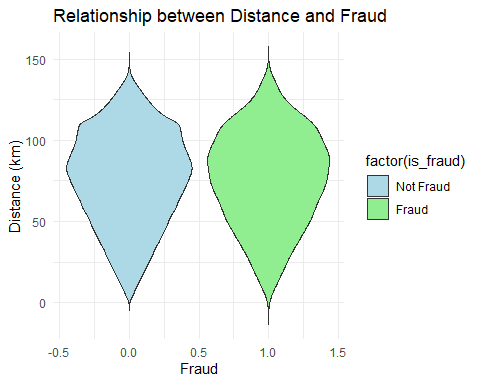 Relationship between Distance and Fraud
Distance (km)
150
100
50
0
-0.5 0.0 0.5 1.0 1.5
Fraud
factor(is_fraud)
Not Fraud
Fraud